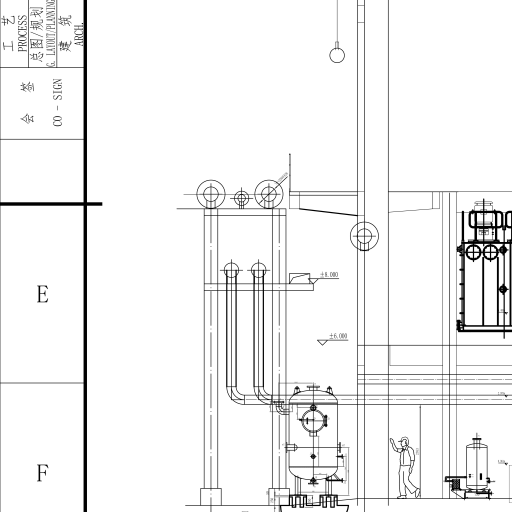 工 艺
PROCESS
总图/规划
G. LAYOUT/PLANNING
建 筑
ARCH.
会 签
CO - SIGN
E
F
±8.000
±6.000